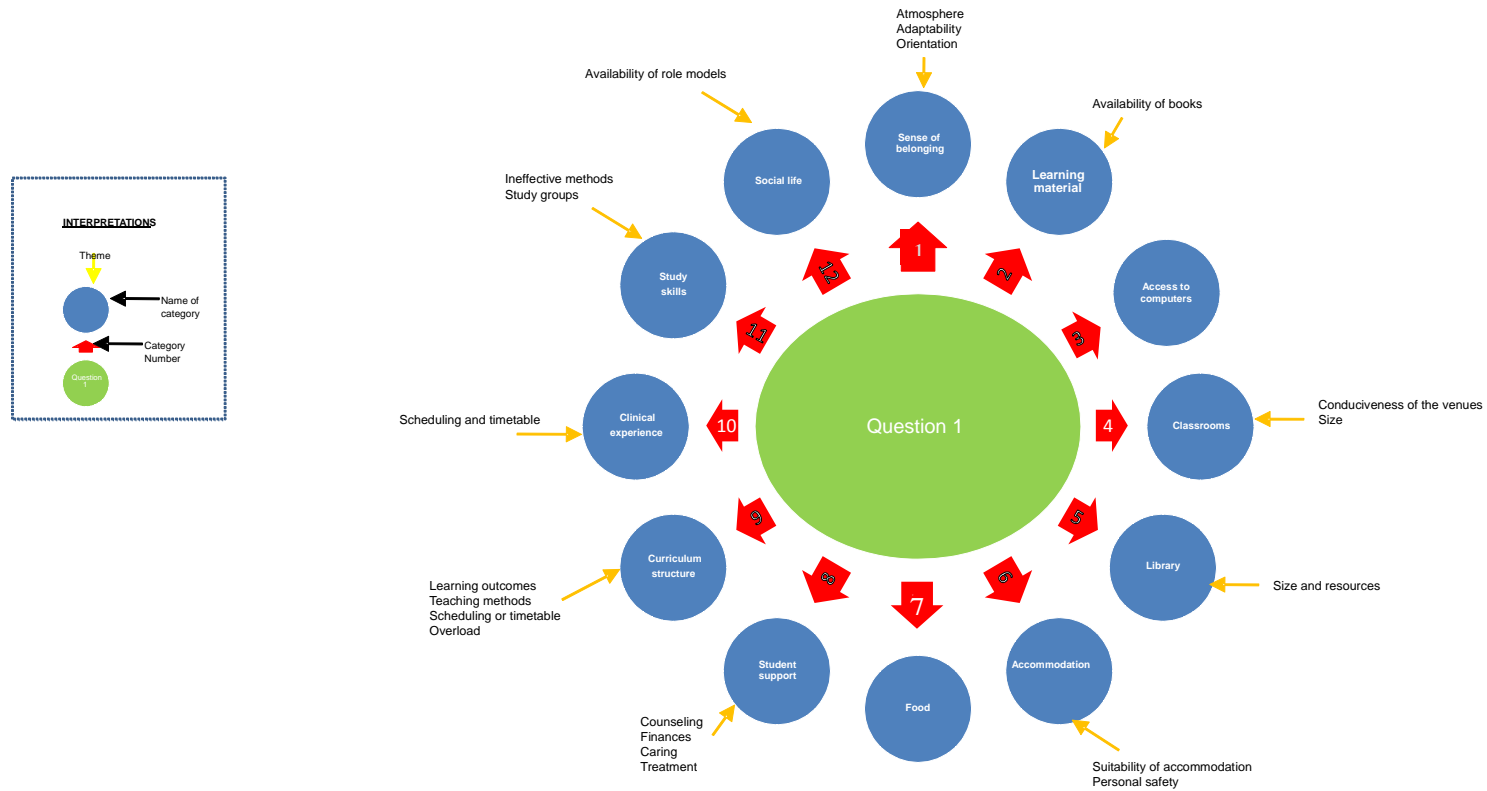 INTERPRETATIONS
Theme
Name of
category
Category
Number
Question
1
Question 1
1
Sense of
belonging
Atmosphere
Adaptability
Orientation
2
Learning
material
Availability of books
3
Access to
computers
4
Classrooms
Conduciveness of the venues
Size
5
Library
Size and resources
6
Accommodation
Suitability of accommodation
Personal safety
7
Food
8
Student
support
Counseling
Finances
Caring
Treatment
9
Curriculum
structure
Learning outcomes
Teaching methods
Scheduling or timetable
Overload
10
Clinical
experience
Scheduling and timetable
11
Study
skills
Ineffective methods
Study groups
12
Social life
Availability of role models